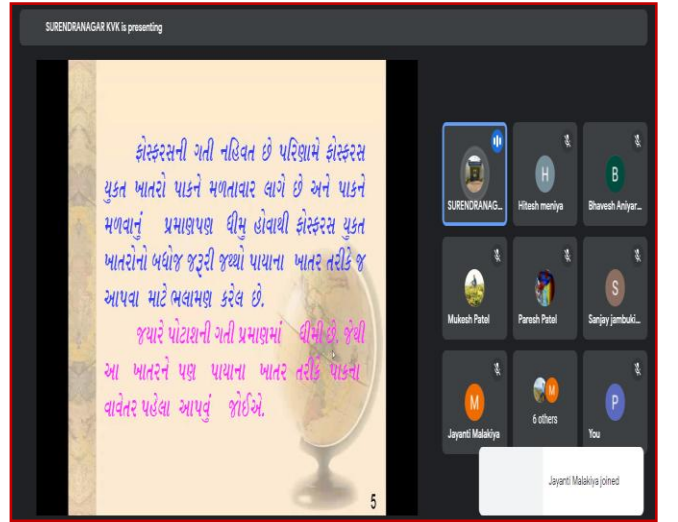 SURENDRANAGAR KVK is presenting
ફોસ્ફરસની ગતી નહિવત છે પરિણામે ફોસ્ફરસ
યુક્ત ખાતરો પાકને મળતાવાર લાગે છે અને પાકને
મળવાનું પ્રમાણપણ ધીમુ હોવાથી ફોસ્ફરસ યુક્ત
ખાતરોનો બધોજ જરૂરી જથ્થો પાયાના ખાતર તરીકે જ
આપવા માટે ભલામણ કરેલ છે.
જયારે પોટાશની ગતી પ્રમાણમાં ધીમી છે. જેથી
આ ખાતરને પણ પાયાના ખાતર તરીકે પાકના
વાવેતર પહેલા આપવું જોઈએ.
5
SURENDRANAG...
H
Hitesh meniya
B
Bhavesh Aniyar...
Mukesh Patel
Paresh Patel
S
Sanjay jambuki...
M
Jayanti Malakiya
M
6 others
P
You
Jayanti Malakiya joined